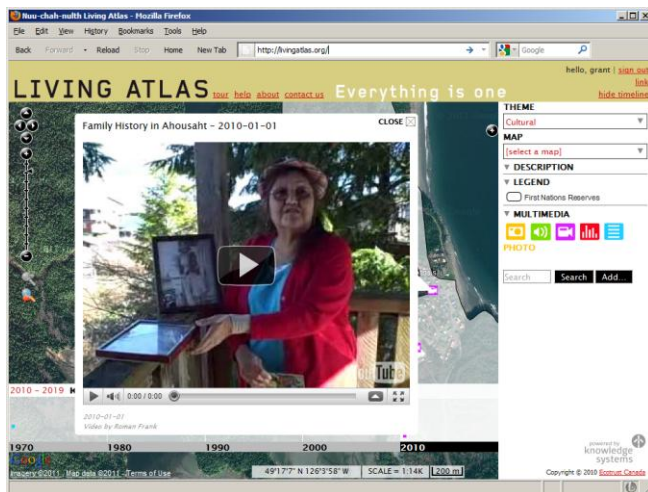 Nuu-chah-nulth Living Atlas - Mozilla Firefox
File Edit View History Bookmarks Tools Help
Back Forward Reload Stop Home New Tab http://livingatlas.org/ Google
hello, grant | sign out
LIVING ATLAS tour help about contact us Everything is one
link
hide timeline
THEME
Cultural
MAP
[select a map]
DESCRIPTION
LEGEND
First Nations Reserves
MULTIMEDIA
PHOTO
Search Search Add...
Family History in Ahousaht - 2010-01-01 CLOSE
Tube
0:00 / 0:00
2010-01-01
Video by Roman Frank
2010 - 2019
1970 1980 1990 2000 2010
Imagery ©2011 - Map data ©2011 - Terms of Use
49°17'7" N 126°3'58" W SCALE = 1:14K 200 m
powered by
knowledge
systems
Copyright © 2010 Ecotrust Canada